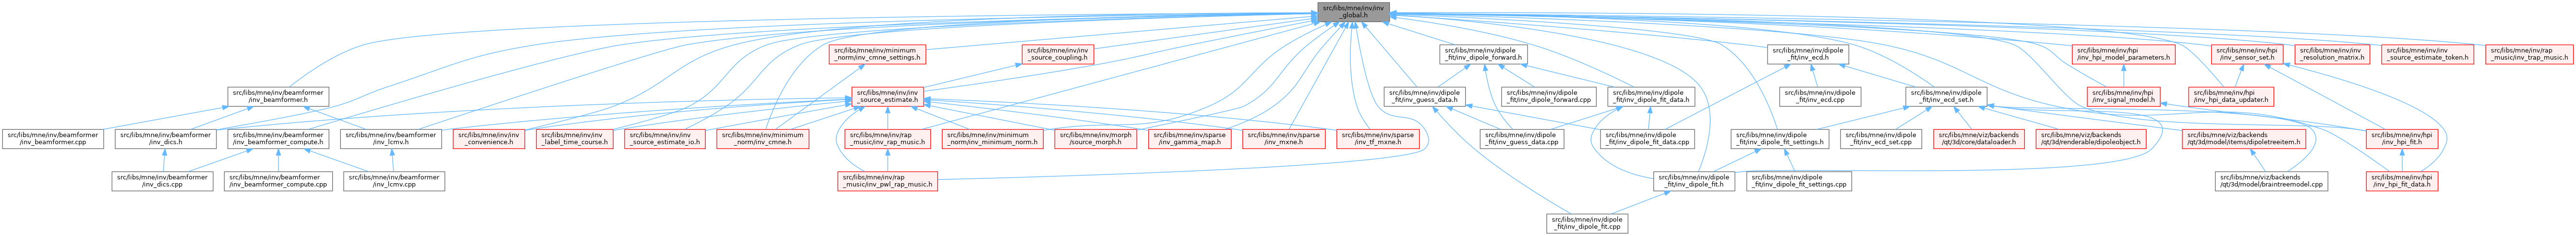 src/libs/mne/inv/inv
_global.h
src/libs/mne/inv/minimum
_norm/inv_cmne_settings.h
src/libs/mne/inv/inv
_source_coupling.h
src/libs/mne/inv/dipole
_fit/inv_dipole_forward.h
src/libs/mne/inv/dipole
_fit/inv_ecd.h
src/libs/mne/inv/hpi
/inv_hpi_model_parameters.h
src/libs/mne/inv/hpi
/inv_sensor_set.h
src/libs/mne/inv/inv
_resolution_matrix.h
src/libs/mne/inv/inv
_source_estimate_token.h
src/libs/mne/inv/rap
_music/inv_trap_music.h
src/libs/mne/inv/beamformer
/inv_beamformer.h
src/libs/mne/inv/inv
_source_estimate.h
src/libs/mne/inv/dipole
_fit/inv_guess_data.h
src/libs/mne/inv/dipole
_fit/inv_dipole_forward.cpp
src/libs/mne/inv/dipole
_fit/inv_dipole_fit_data.h
src/libs/mne/inv/dipole
_fit/inv_ecd.cpp
src/libs/mne/inv/dipole
_fit/inv_ecd_set.h
src/libs/mne/inv/hpi
/inv_signal_model.h
src/libs/mne/inv/hpi
/inv_hpi_data_updater.h
src/libs/mne/inv/beamformer
/inv_beamformer.cpp
src/libs/mne/inv/beamformer
/inv_dics.h
src/libs/mne/inv/beamformer
/inv_beamformer_compute.h
src/libs/mne/inv/beamformer
/inv_lcmv.h
src/libs/mne/inv/inv
_convenience.h
src/libs/mne/inv/inv
_label_time_course.h
src/libs/mne/inv/inv
_source_estimate_io.h
src/libs/mne/inv/minimum
_norm/inv_cmne.h
src/libs/mne/inv/rap
_music/inv_rap_music.h
src/libs/mne/inv/minimum
_norm/inv_minimum_norm.h
src/libs/mne/inv/morph
/source_morph.h
src/libs/mne/inv/sparse
/inv_gamma_map.h
src/libs/mne/inv/sparse
/inv_mxne.h
src/libs/mne/inv/sparse
/inv_tf_mxne.h
src/libs/mne/inv/dipole
_fit/inv_guess_data.cpp
src/libs/mne/inv/dipole
_fit/inv_dipole_fit_data.cpp
src/libs/mne/inv/dipole
_fit/inv_dipole_fit_settings.h
src/libs/mne/inv/dipole
_fit/inv_ecd_set.cpp
src/libs/mne/viz/backends
/qt/3d/core/dataloader.h
src/libs/mne/viz/backends
/qt/3d/renderable/dipoleobject.h
src/libs/mne/viz/backends
/qt/3d/model/items/dipoletreeitem.h
src/libs/mne/inv/hpi
/inv_hpi_fit.h
src/libs/mne/inv/beamformer
/inv_dics.cpp
src/libs/mne/inv/beamformer
/inv_beamformer_compute.cpp
src/libs/mne/inv/beamformer
/inv_lcmv.cpp
src/libs/mne/inv/rap
_music/inv_pwl_rap_music.h
src/libs/mne/inv/dipole
_fit/inv_dipole_fit.h
src/libs/mne/inv/dipole
_fit/inv_dipole_fit_settings.cpp
src/libs/mne/viz/backends
/qt/3d/model/braintreemodel.cpp
src/libs/mne/inv/hpi
/inv_hpi_fit_data.h
src/libs/mne/inv/dipole
_fit/inv_dipole_fit.cpp